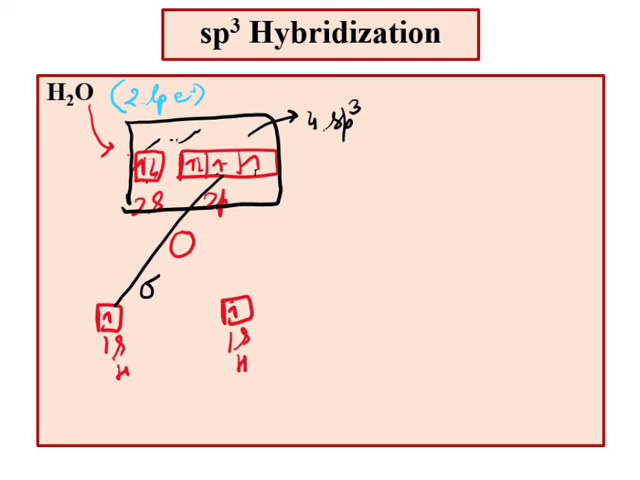 sp³ Hybridization
H₂O (2 lp e⁻)
4 sp³
↑↓ ↑↓ ↑ ↑
2s 2p
O
σ
↑ ↑
1s 1s
H H